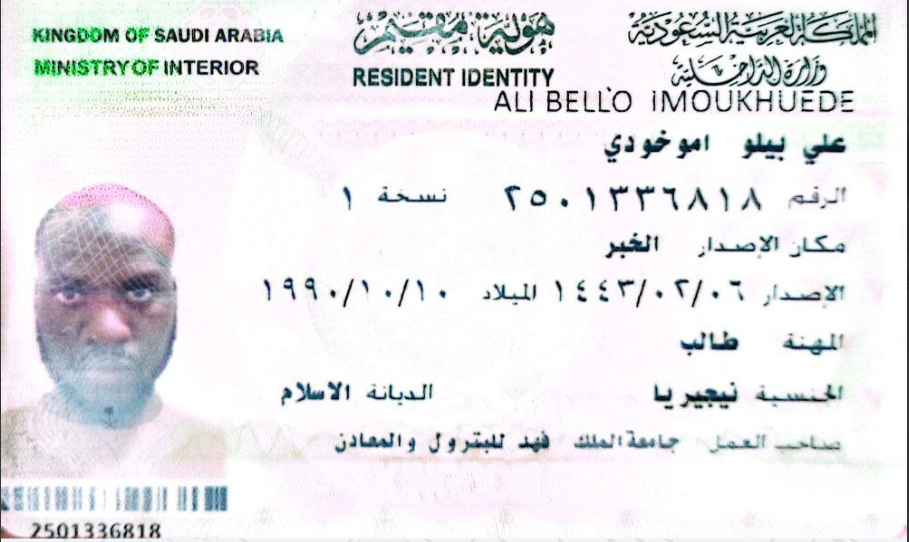 KINGDOM OF SAUDI ARABIA
MINISTRY OF INTERIOR
هوية مقيم
RESIDENT IDENTITY
المملكة العربية السعودية
وزارة الداخلية
ALI BELLO IMOUKHUEDE
علي بيلو اموخودي
الرقم ٢٥٠١٣٣٦٨١٨ نسخة ١
مكان الإصدار الخبر
الإصدار ١٤٤٣/٠٢/٠٦ الميلاد ١٩٩٠/١٠/١٠
المهنة طالب
الجنسية نيجيريا الديانة الاسلام
صاحب العمل جامعة الملك فهد للبترول والمعادن
2501336818